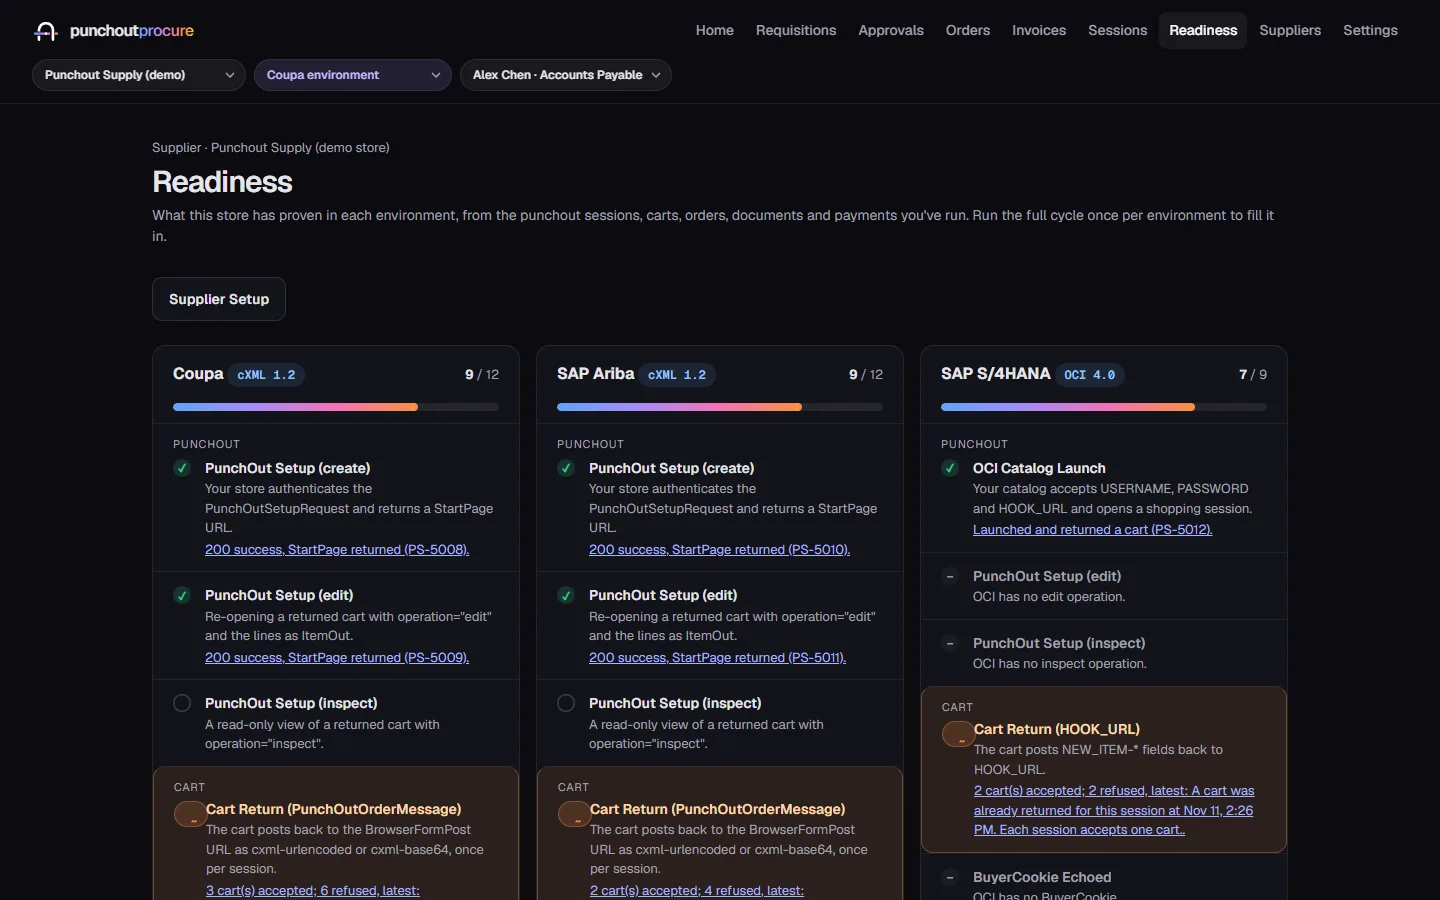 punchoutprocure
Home
Requisitions
Approvals
Orders
Invoices
Sessions
Readiness
Suppliers
Settings
Punchout Supply (demo)
Coupa environment
Alex Chen · Accounts Payable
Supplier · Punchout Supply (demo store)
Readiness
What this store has proven in each environment, from the punchout sessions, carts, orders, documents and payments you've run. Run the full cycle once per environment to fill it
in.
Supplier Setup
Coupa cXML 1.2 9 / 12
PUNCHOUT
✓ PunchOut Setup (create)
Your store authenticates the
PunchOutSetupRequest and returns a StartPage
URL.
200 success, StartPage returned (PS-5008).
✓ PunchOut Setup (edit)
Re-opening a returned cart with operation="edit"
and the lines as ItemOut.
200 success, StartPage returned (PS-5009).
PunchOut Setup (inspect)
A read-only view of a returned cart with
operation="inspect".
CART
~ Cart Return (PunchOutOrderMessage)
The cart posts back to the BrowserFormPost
URL as cxml-urlencoded or cxml-base64, once
per session.
3 cart(s) accepted; 6 refused, latest:
SAP Ariba cXML 1.2 9 / 12
PUNCHOUT
✓ PunchOut Setup (create)
Your store authenticates the
PunchOutSetupRequest and returns a StartPage
URL.
200 success, StartPage returned (PS-5010).
✓ PunchOut Setup (edit)
Re-opening a returned cart with operation="edit"
and the lines as ItemOut.
200 success, StartPage returned (PS-5011).
PunchOut Setup (inspect)
A read-only view of a returned cart with
operation="inspect".
CART
~ Cart Return (PunchOutOrderMessage)
The cart posts back to the BrowserFormPost
URL as cxml-urlencoded or cxml-base64, once
per session.
2 cart(s) accepted; 4 refused, latest:
SAP S/4HANA OCI 4.0 7 / 9
PUNCHOUT
✓ OCI Catalog Launch
Your catalog accepts USERNAME, PASSWORD
and HOOK_URL and opens a shopping session.
Launched and returned a cart (PS-5012).
– PunchOut Setup (edit)
OCI has no edit operation.
– PunchOut Setup (inspect)
OCI has no inspect operation.
CART
~ Cart Return (HOOK_URL)
The cart posts NEW_ITEM-* fields back to
HOOK_URL.
2 cart(s) accepted; 2 refused, latest: A cart was
already returned for this session at Nov 11, 2:26
PM. Each session accepts one cart..
– BuyerCookie Echoed
OCI has no BuyerCookie